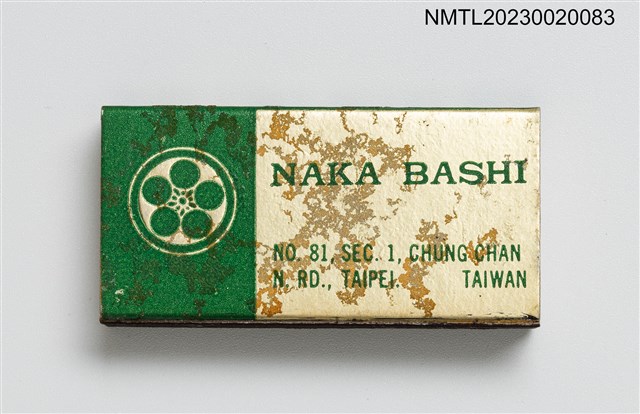 NMTL20230020083
NAKA BASHI
NO. 81, SEC. 1, CHUNG CHAN
N. RD., TAIPEI, TAIWAN